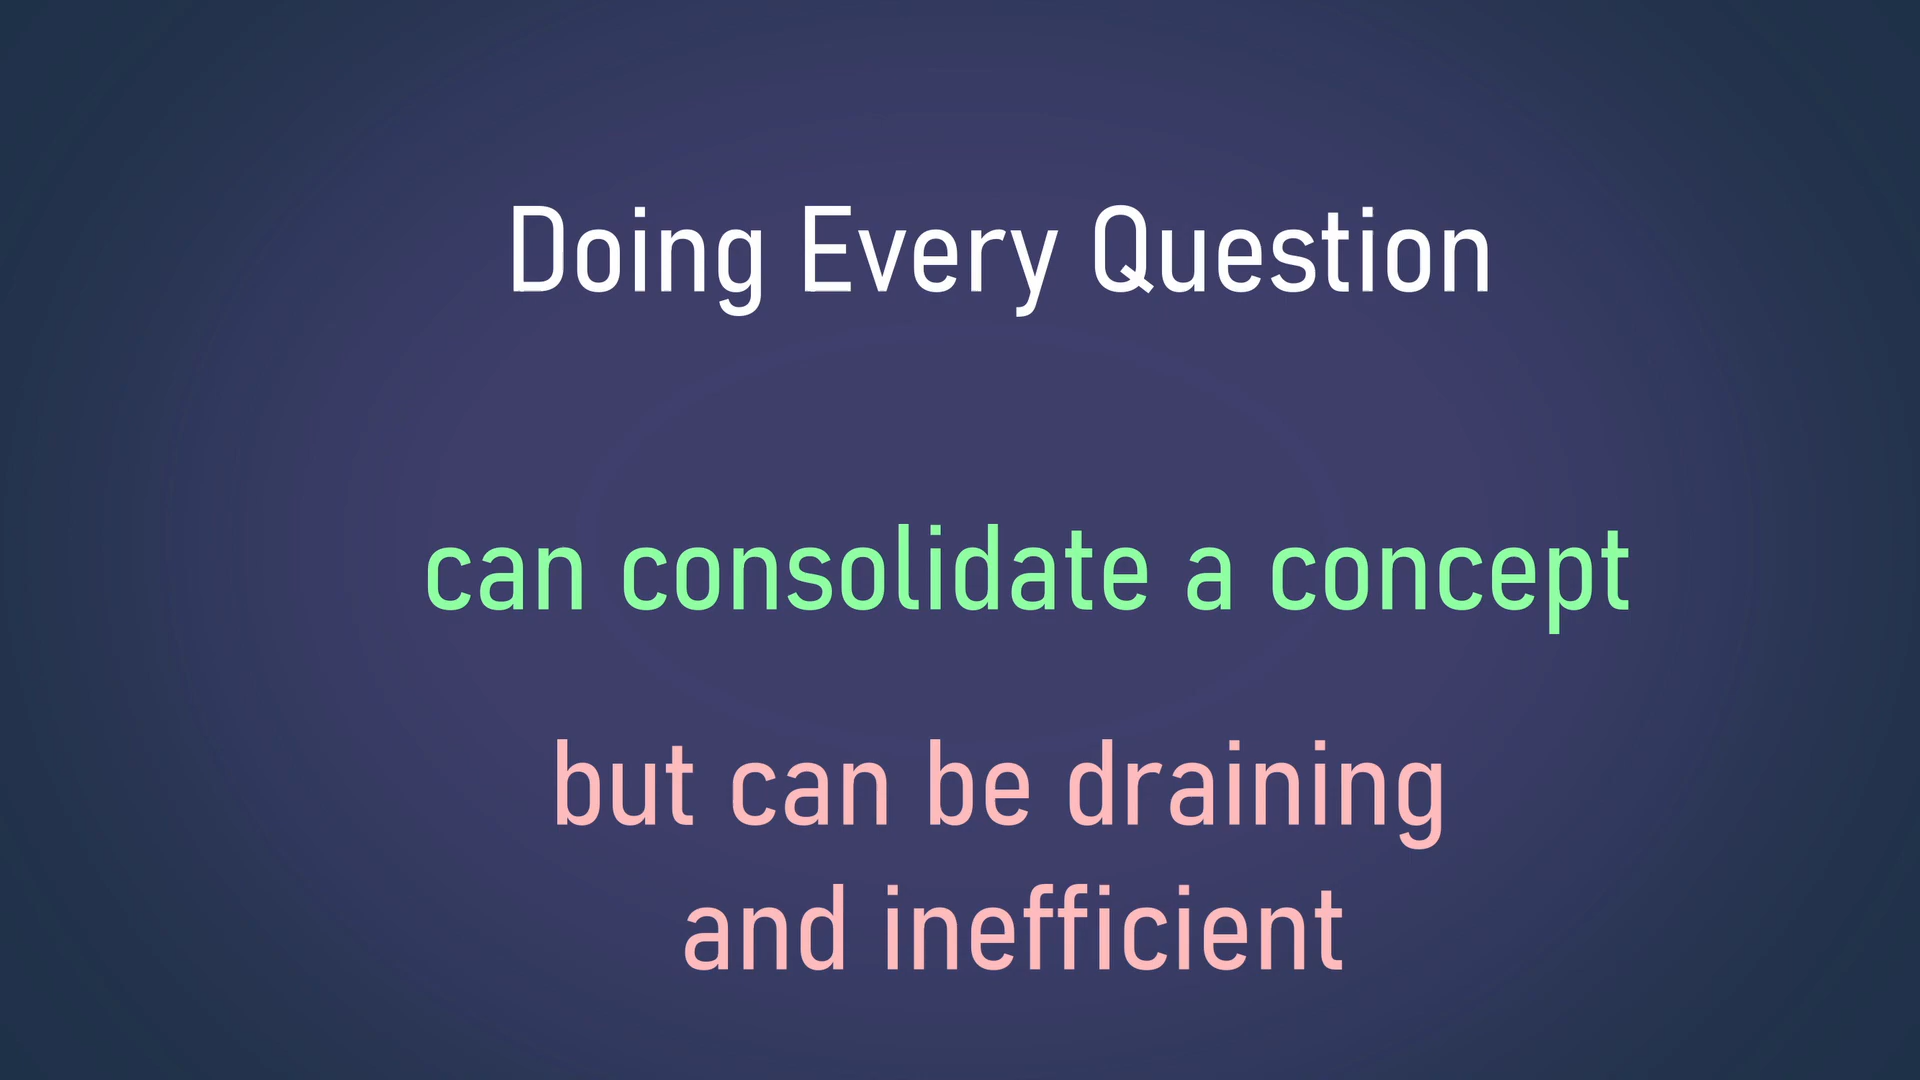 Doing Every Question
can consolidate a concept
but can be draining
and inefficient